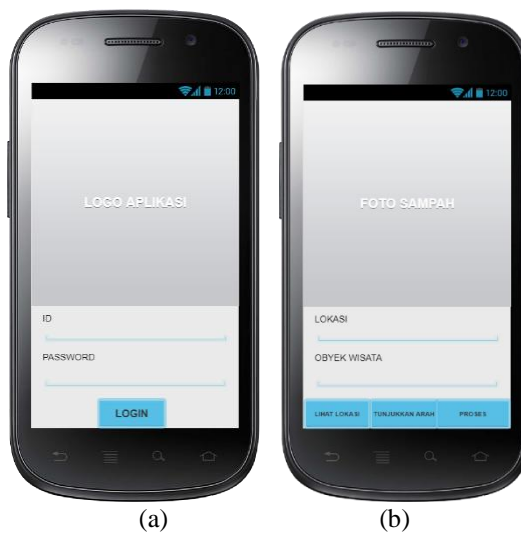 12:00
LOGO APLIKASI
ID
PASSWORD
LOGIN
(a)
12:00
FOTO SAMPAH
LOKASI
OBYEK WISATA
LIHAT LOKASI TUNJUKKAN ARAH PROSES
(b)